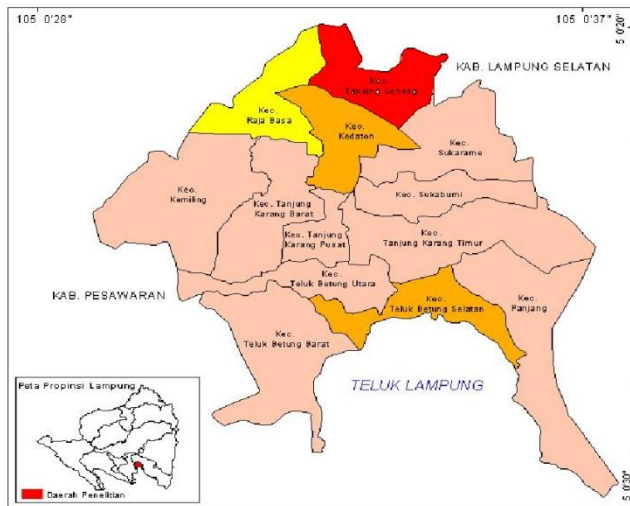 105 0'28"
105 0'37"
5 0'20"
KAB. LAMPUNG SELATAN
Kec.
Tanjung Seneng
Kec.
Raja Basa
Kec.
Kedaton
Kec.
Sukarame
Kec.
Kemiling
Kec. Tanjung
Karang Barat
Kec. Sukabumi
Kec. Tanjung
Karang Pusat
Kec.
Tanjung Karang Timur
KAB. PESAWARAN
Kec.
Teluk Betung Utara
Kec.
Teluk Betung Selatan
Kec.
Panjang
Kec.
Teluk Betung Barat
TELUK LAMPUNG
Peta Propinsi Lampung
Daerah Penelitian
5 0'30"